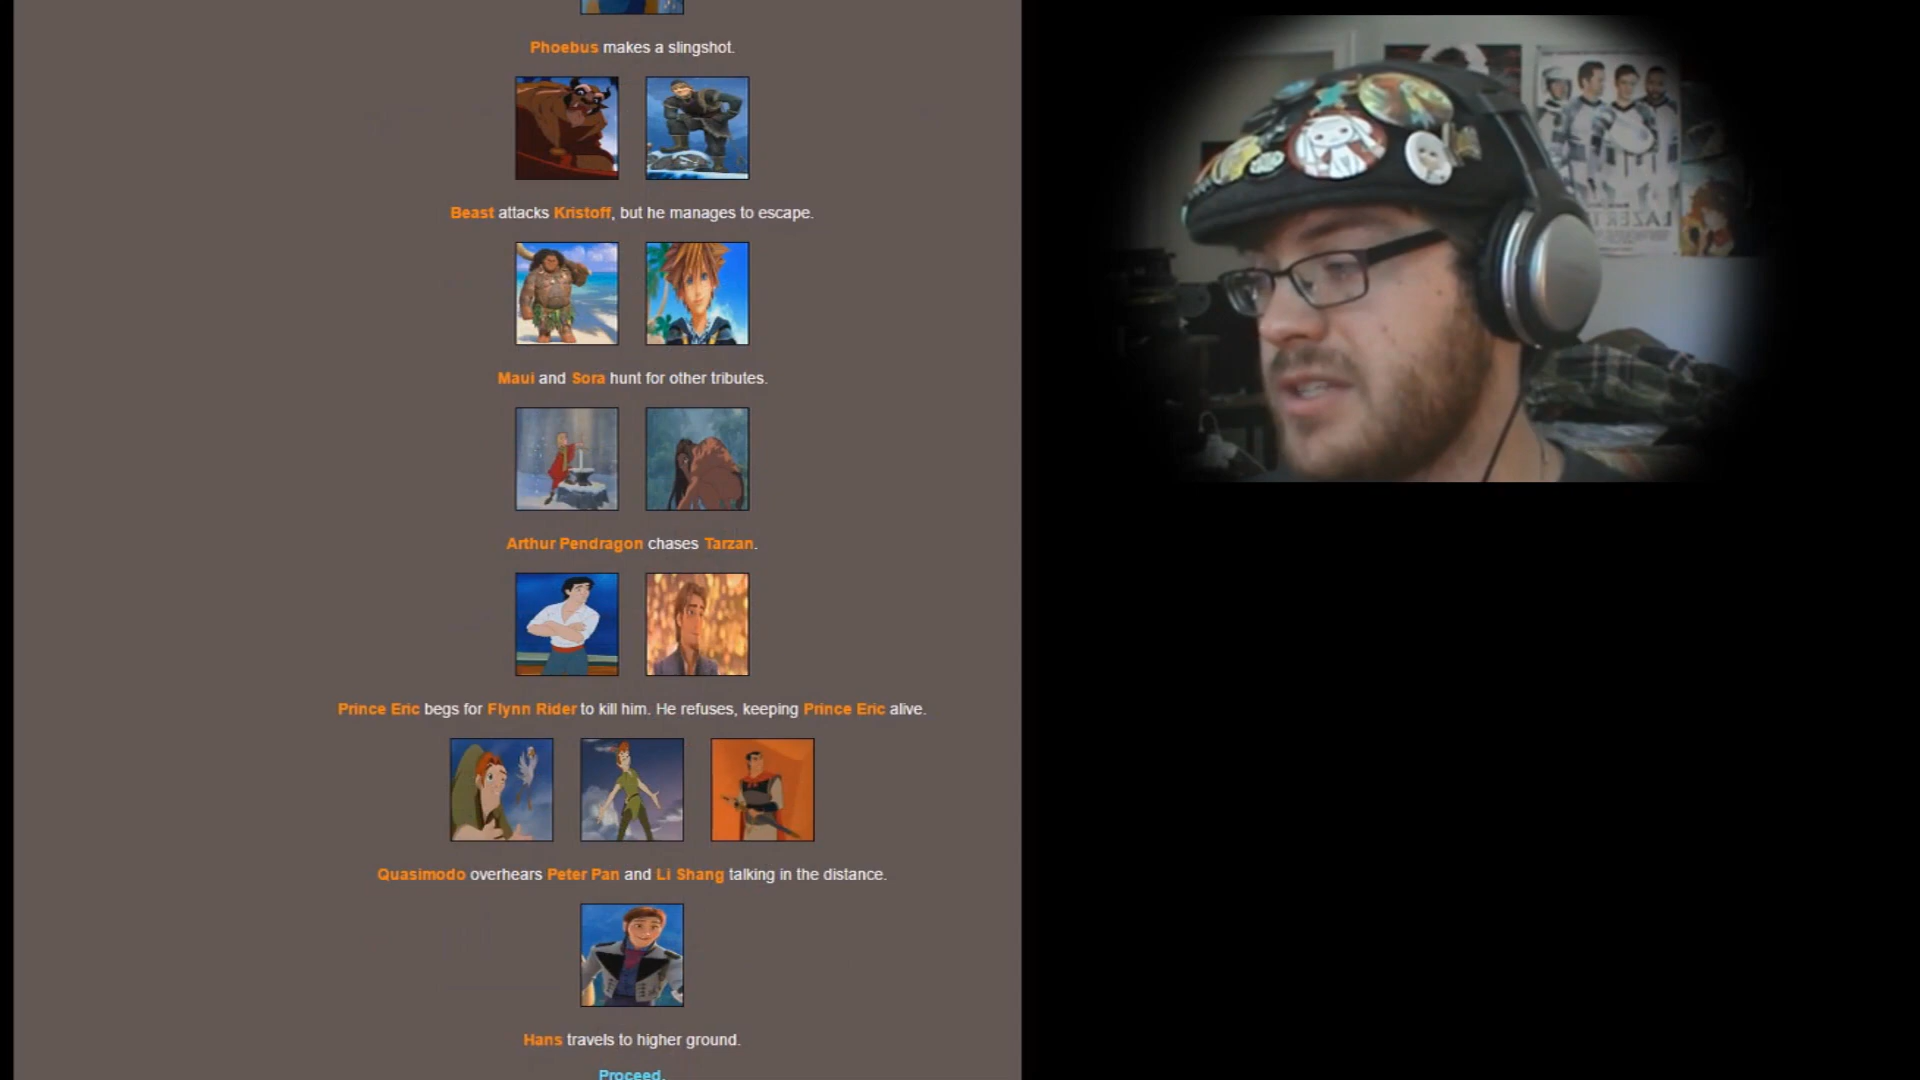 Phoebus makes a slingshot.
Beast attacks Kristoff, but he manages to escape.
Maui and Sora hunt for other tributes.
Arthur Pendragon chases Tarzan.
Prince Eric begs for Flynn Rider to kill him. He refuses, keeping Prince Eric alive.
Quasimodo overhears Peter Pan and Li Shang talking in the distance.
Hans travels to higher ground.
Proceed.